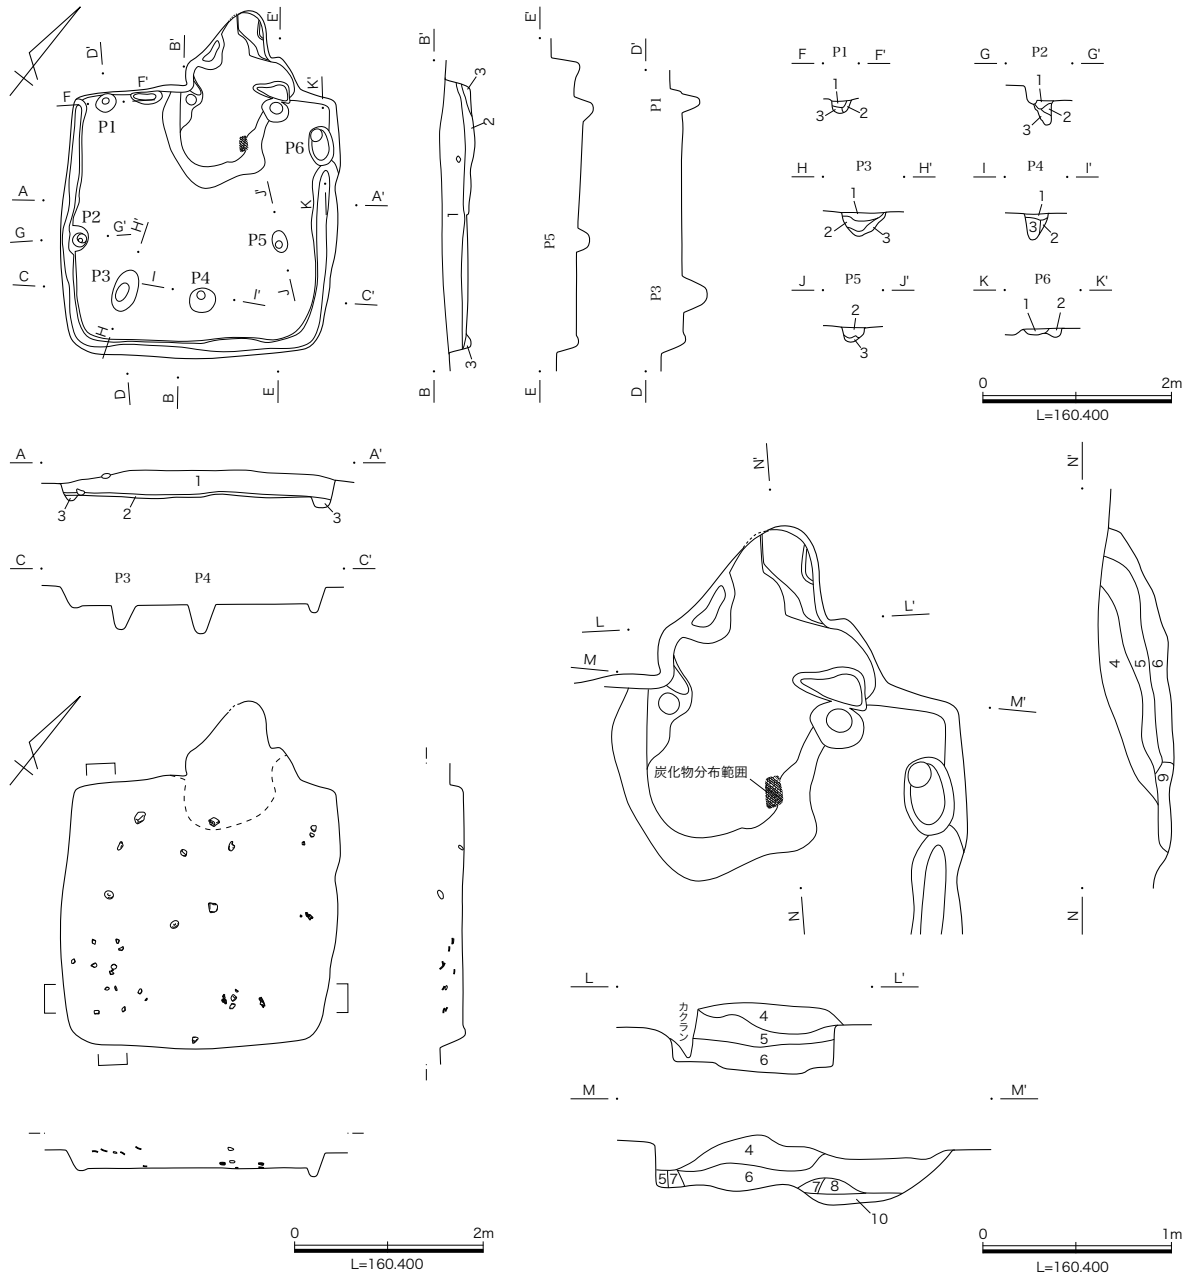 E'
B'
D'
F'
F
K'
P1
P6
A
A'
J'
K
P2
G'
H'
G
P5
P3
I
P4
C
I'
J
C'
H
D
B
E
B'
3
2
1
3
B
E'
P5
E
D'
P1
P3
D
F P1 F'
1
3 2
G P2 G'
1
2
3
H P3 H'
1
2 3
I P4 I'
1
3
2
J P5 J'
2
3
K P6 K'
1 2
0 2m
L=160.400
A A'
1
3 2 3
C C'
P3 P4
N'
L L'
M
M'
炭化物分布範囲
N
N'
4 5 6
9
N
L L'
カクラン
4
5
6
M M'
4
5 7 6 7 8
10
0 2m
L=160.400
0 1m
L=160.400